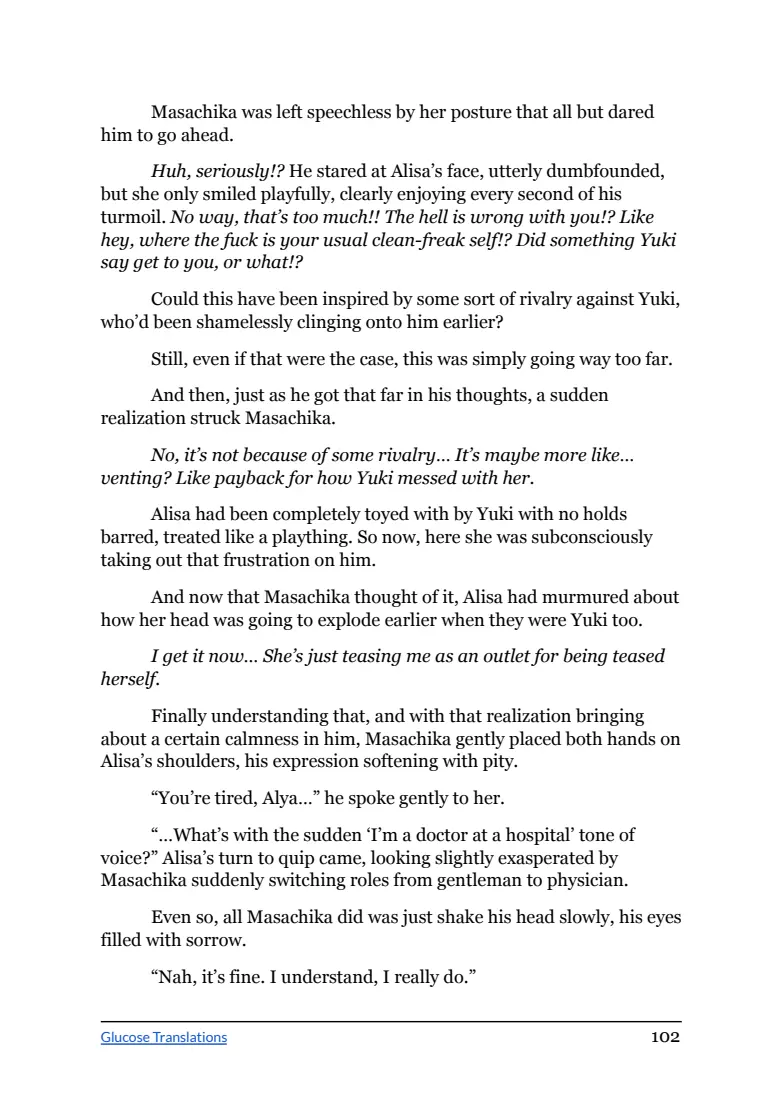 Masachika was left speechless by her posture that all but dared
him to go ahead.
Huh, seriously!? He stared at Alisa’s face, utterly dumbfounded,
but she only smiled playfully, clearly enjoying every second of his
turmoil. No way, that’s too much!! The hell is wrong with you!? Like
hey, where the fuck is your usual clean-freak self!? Did something Yuki
say get to you, or what!?
Could this have been inspired by some sort of rivalry against Yuki,
who’d been shamelessly clinging onto him earlier?
Still, even if that were the case, this was simply going way too far.
And then, just as he got that far in his thoughts, a sudden
realization struck Masachika.
No, it’s not because of some rivalry… It’s maybe more like…
venting? Like payback for how Yuki messed with her.
Alisa had been completely toyed with by Yuki with no holds
barred, treated like a plaything. So now, here she was subconsciously
taking out that frustration on him.
And now that Masachika thought of it, Alisa had murmured about
how her head was going to explode earlier when they were Yuki too.
I get it now… She’s just teasing me as an outlet for being teased
herself.
Finally understanding that, and with that realization bringing
about a certain calmness in him, Masachika gently placed both hands on
Alisa’s shoulders, his expression softening with pity.
“You’re tired, Alya…” he spoke gently to her.
“…What’s with the sudden ‘I’m a doctor at a hospital’ tone of
voice?” Alisa’s turn to quip came, looking slightly exasperated by
Masachika suddenly switching roles from gentleman to physician.
Even so, all Masachika did was just shake his head slowly, his eyes
filled with sorrow.
“Nah, it’s fine. I understand, I really do.”
Glucose Translations 102